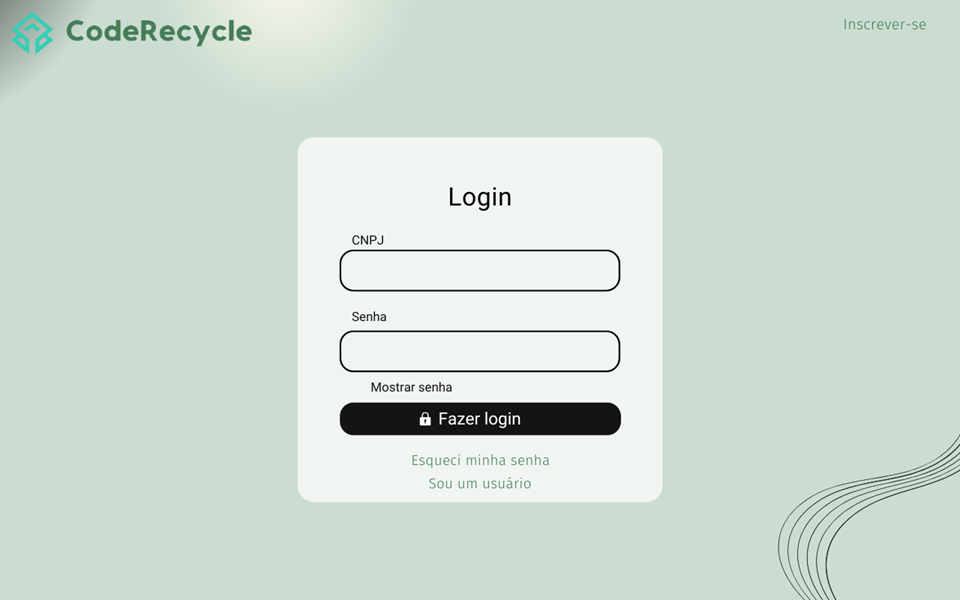 CodeRecycle
Inscrever-se
Login
CNPJ
Senha
Mostrar senha
Fazer login
Esqueci minha senha
Sou um usuário